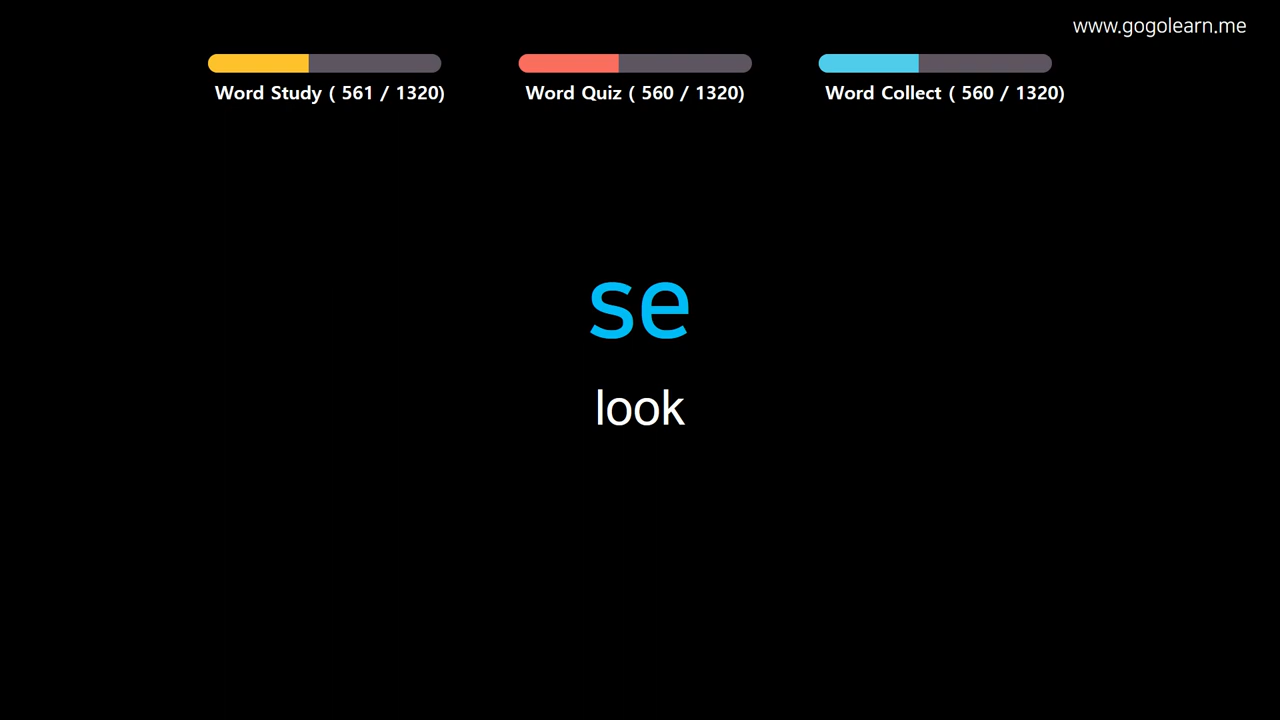 www.gogolearn.me
Word Study ( 561 / 1320)
Word Quiz ( 560 / 1320)
Word Collect ( 560 / 1320)
se
look